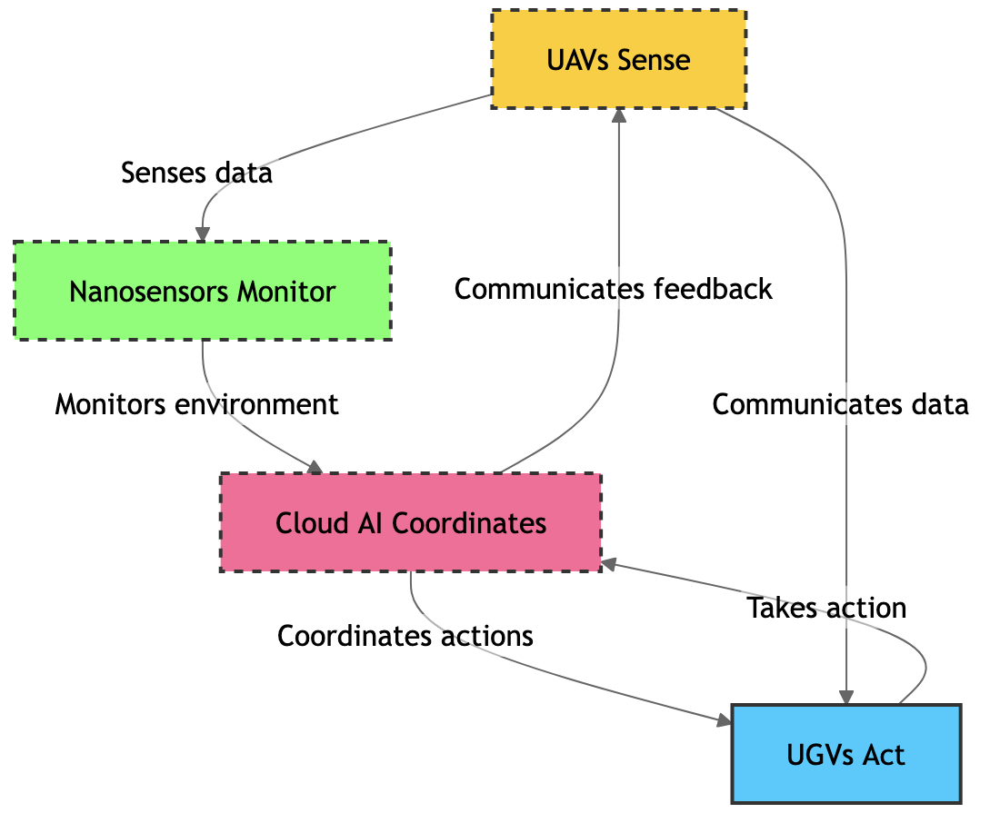 UAVs Sense
Senses data
Nanosensors Monitor
Communicates feedback
Monitors environment
Communicates data
Cloud AI Coordinates
Takes action
Coordinates actions
UGVs Act